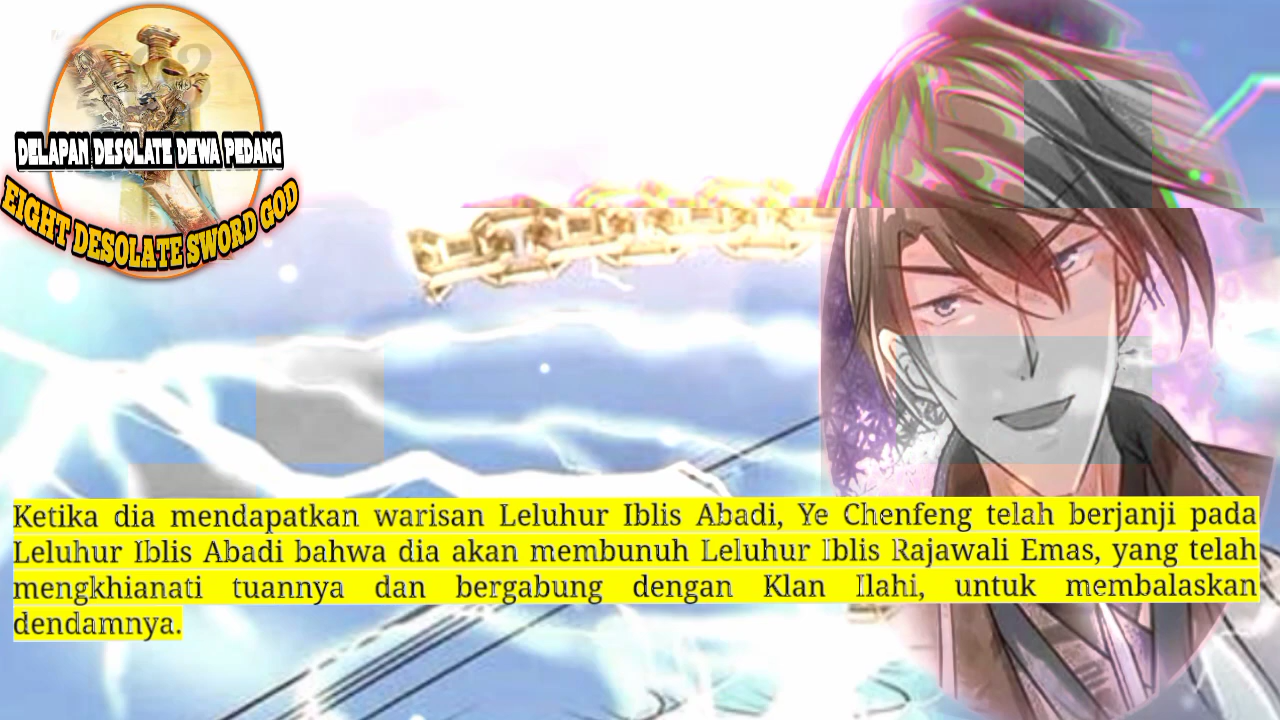 DELAPAN DESOLATE DEWA PEDANG
EIGHT DESOLATE SWORD GOD
Ketika dia mendapatkan warisan Leluhur Iblis Abadi, Ye Chenfeng telah berjanji pada
Leluhur Iblis Abadi bahwa dia akan membunuh Leluhur Iblis Rajawali Emas, yang telah
mengkhianati tuannya dan bergabung dengan Klan Ilahi, untuk membalaskan
dendamnya.